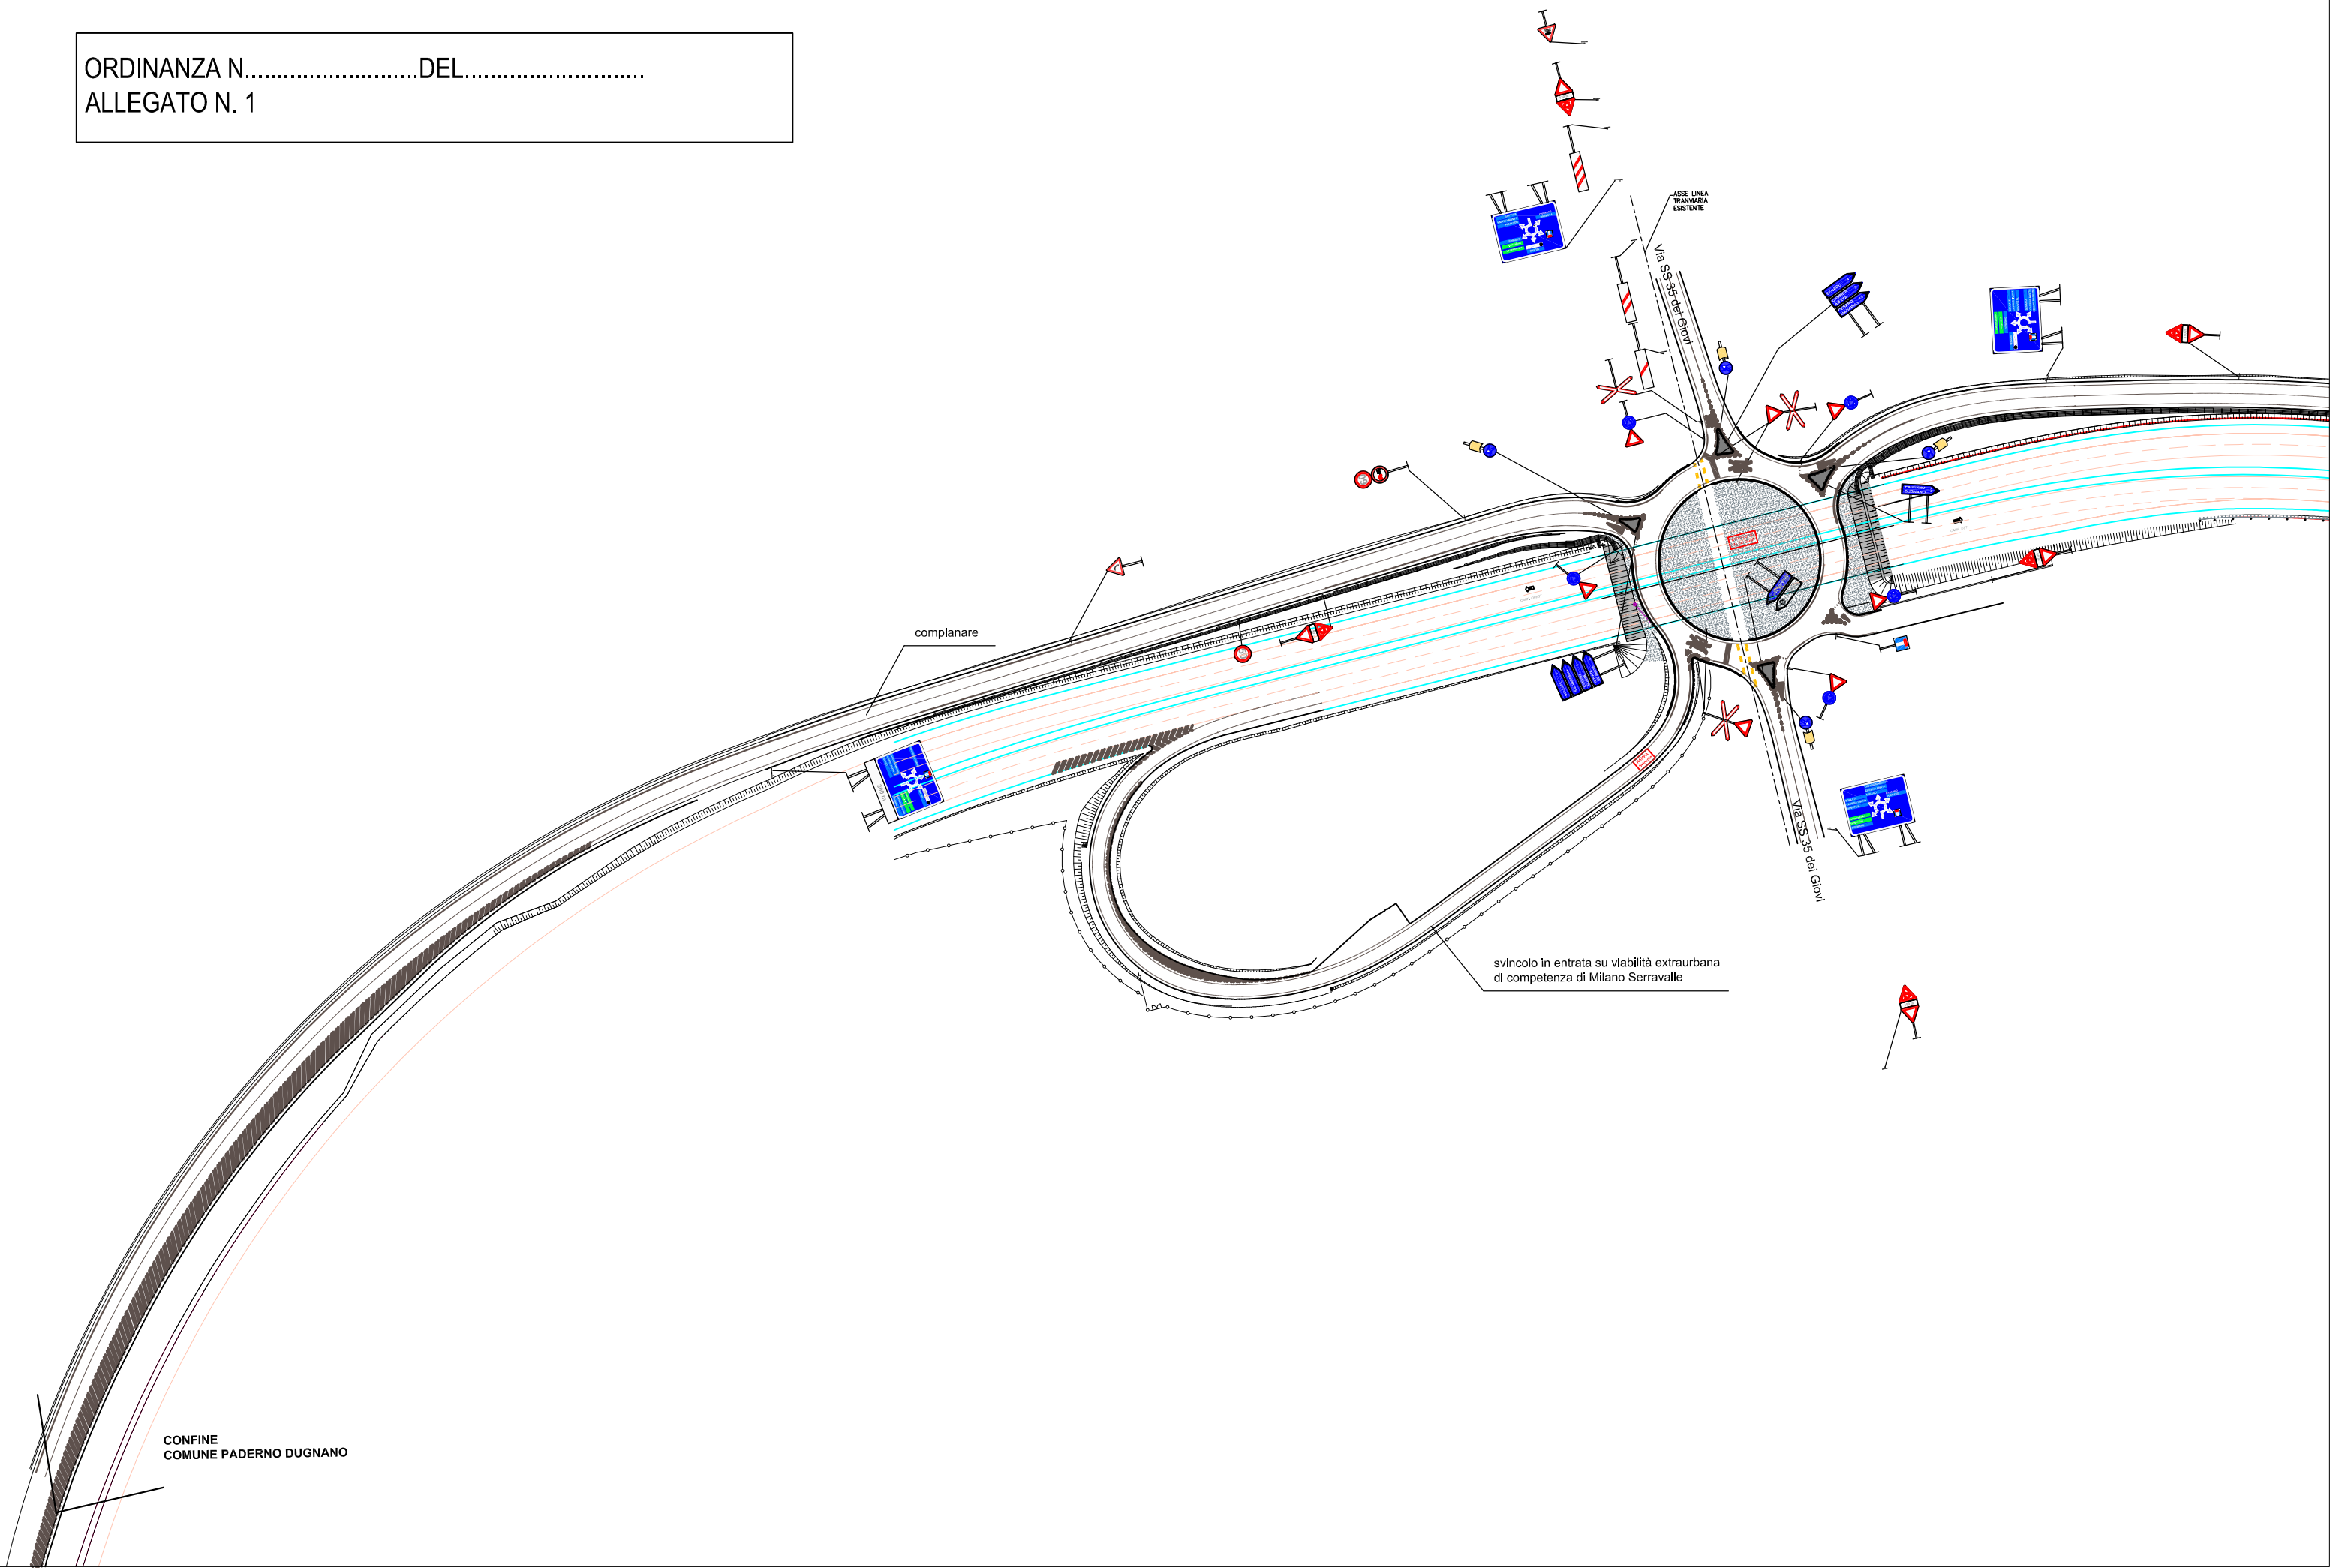 ORDINANZA N...........................DEL............................
ALLEGATO N. 1
ASSE LINEA
TRANVIARIA
ESISTENTE
Via SS 35 dei Giovi
complanare
Via SS 35 dei Giovi
svincolo in entrata su viabilità extraurbana
di competenza di Milano Serravalle
CONFINE
COMUNE PADERNO DUGNANO